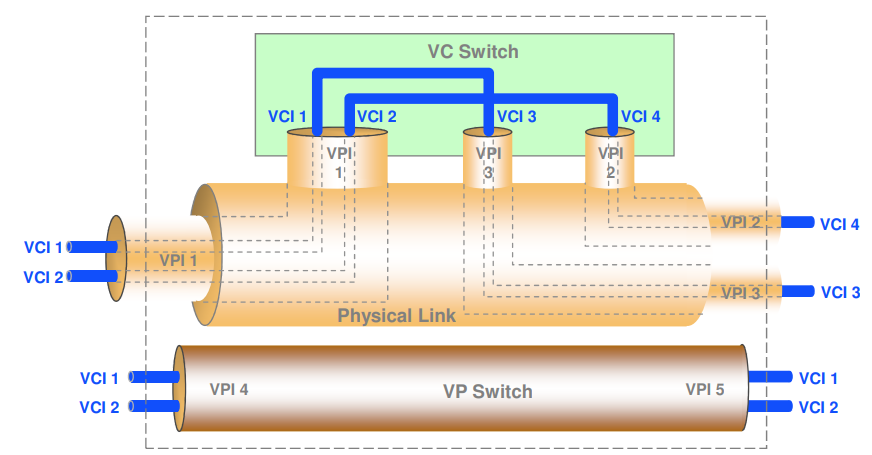 VC Switch
VCI 1
VCI 2
VCI 3
VCI 4
VPI
1
VPI
3
VPI
2
VCI 1
VCI 2
VPI 1
VPI 2
VCI 4
VPI 3
VCI 3
Physical Link
VCI 1
VCI 2
VPI 4
VP Switch
VPI 5
VCI 1
VCI 2